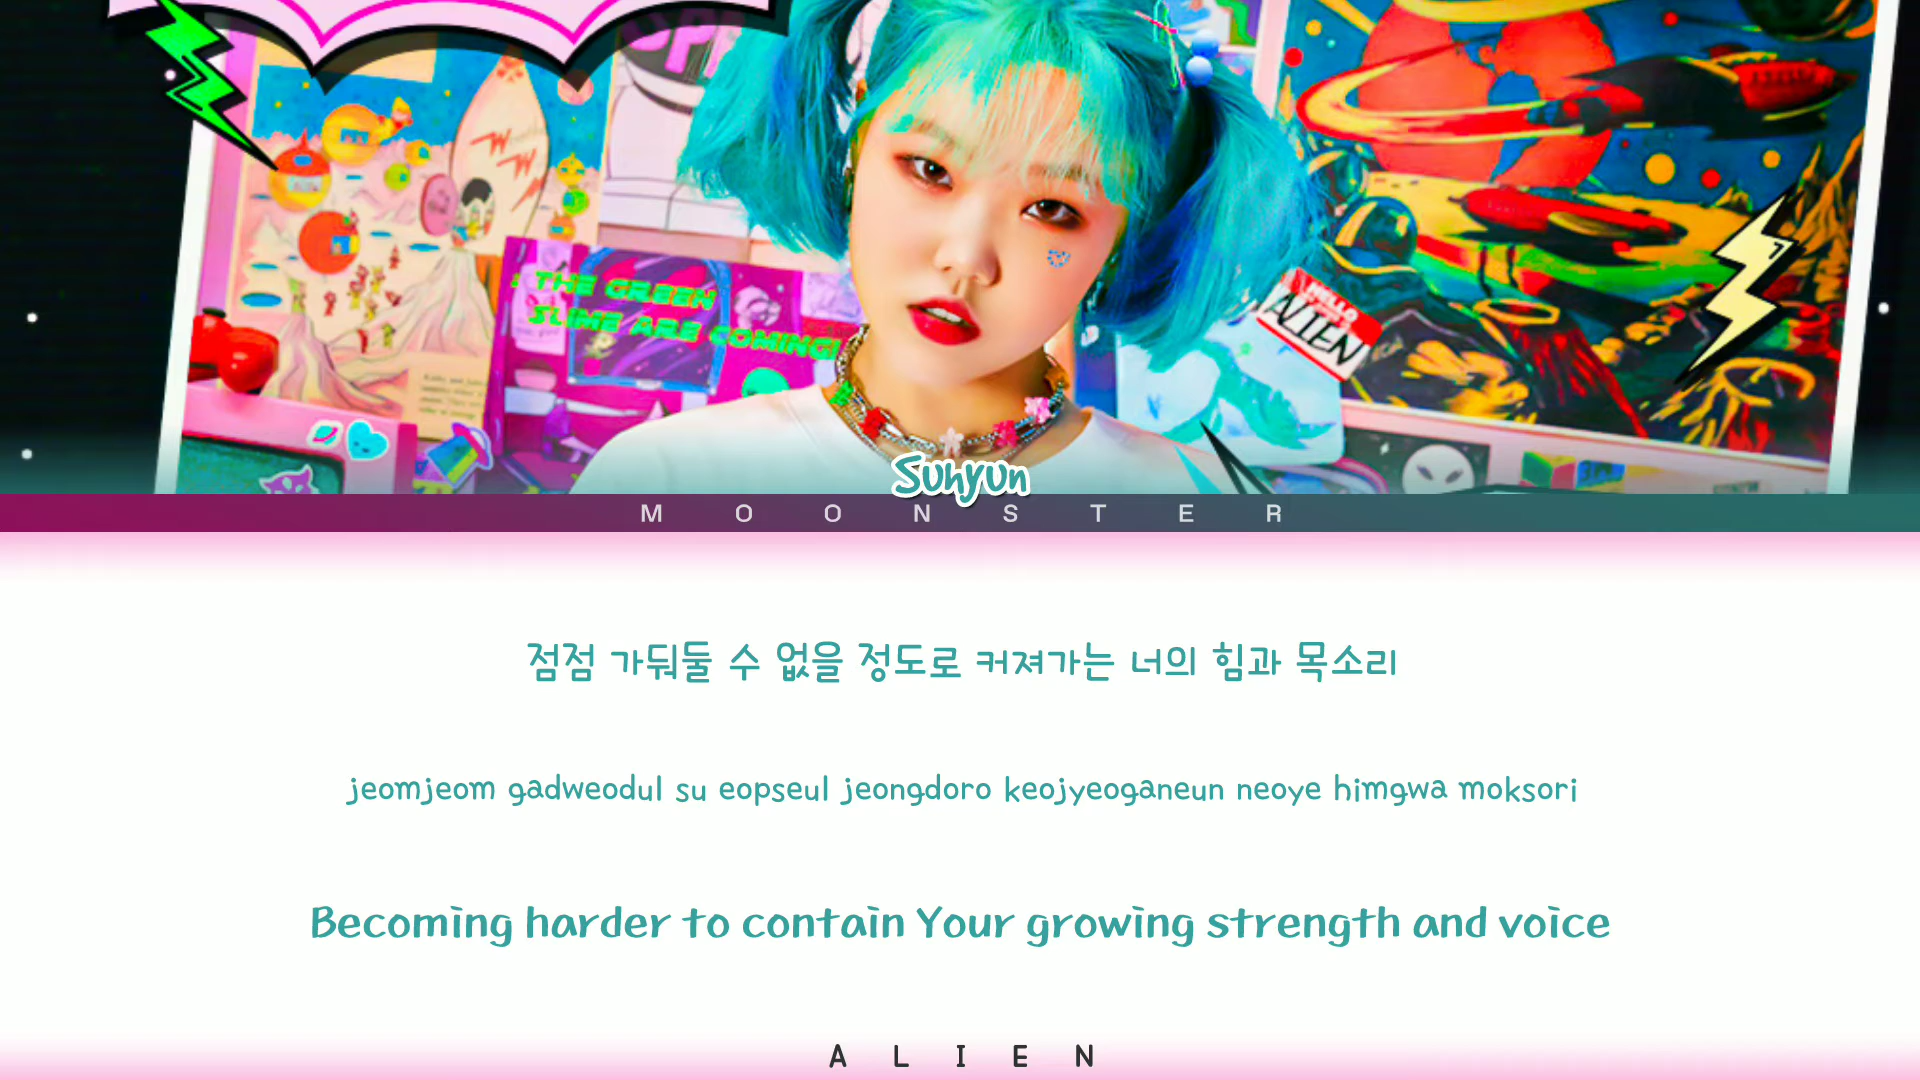 THE GREEN
SLIME ARE COMING!
HELLO
ALIEN
Suhyun
MOONSTER
점점 가둬둘 수 없을 정도로 커져가는 너의 힘과 목소리
jeomjeom gadweodul su eopseul jeongdoro keojyeoganeun neoye himgwa moksori
Becoming harder to contain Your growing strength and voice
ALIEN